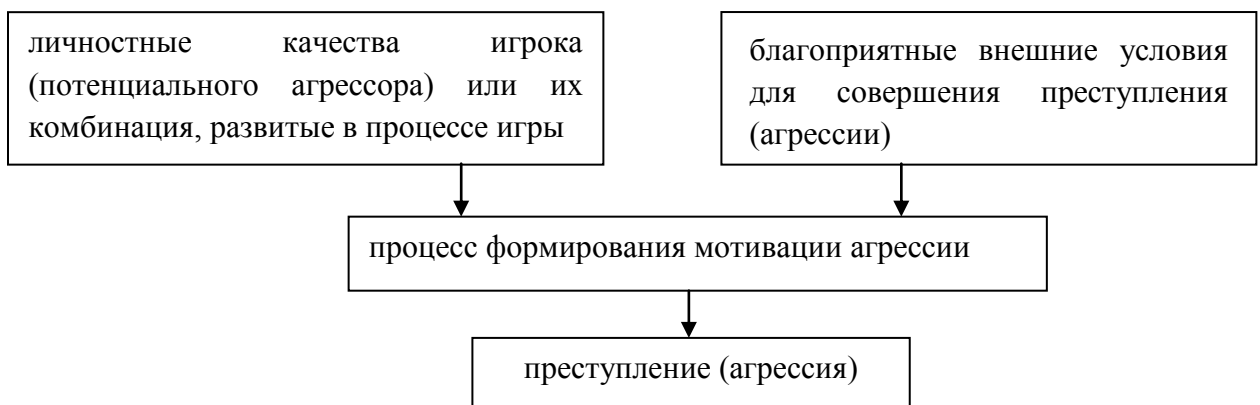 личностные качества игрока
(потенциального агрессора) или их
комбинация, развитые в процессе игры
благоприятные внешние условия
для совершения преступления
(агрессии)
процесс формирования мотивации агрессии
преступление (агрессия)